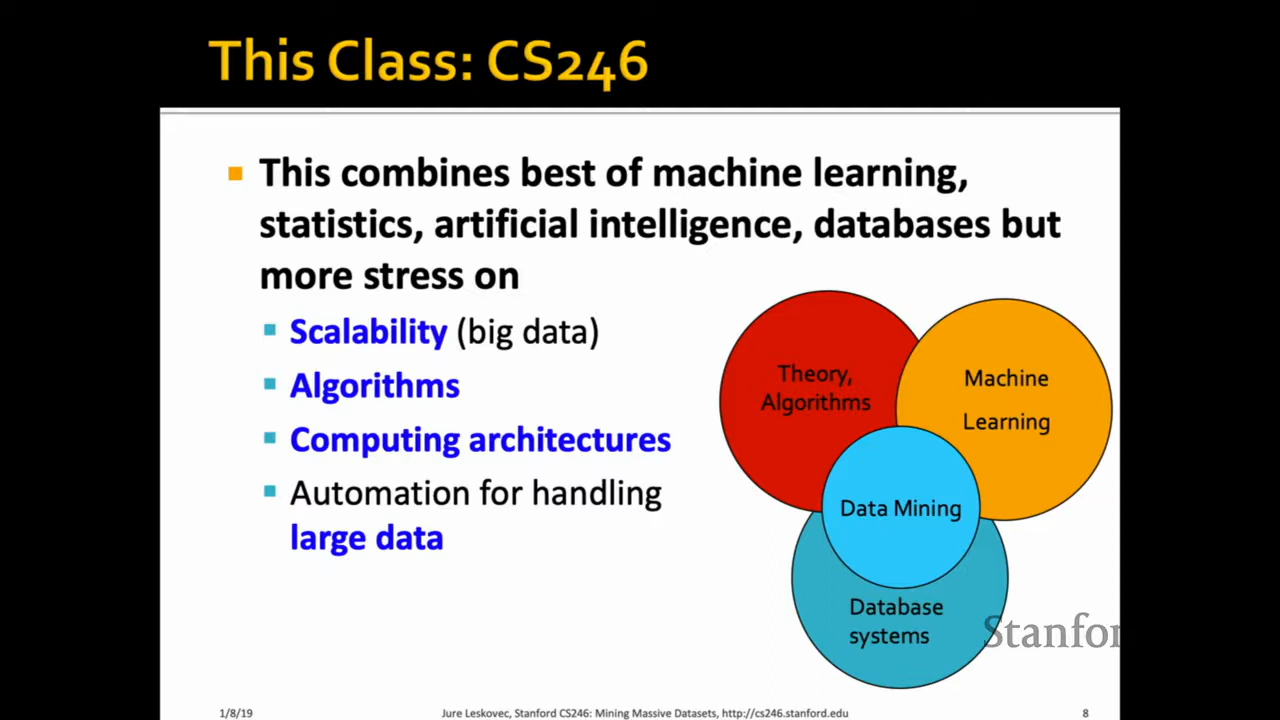 This Class: CS246
This combines best of machine learning,
statistics, artificial intelligence, databases but
more stress on
Scalability (big data)
Algorithms
Computing architectures
Automation for handling
large data
Theory,
Algorithms
Machine
Learning
Data Mining
Database
systems
Stanfor
1/8/19
Jure Leskovec, Stanford CS246: Mining Massive Datasets, http://cs246.stanford.edu
8